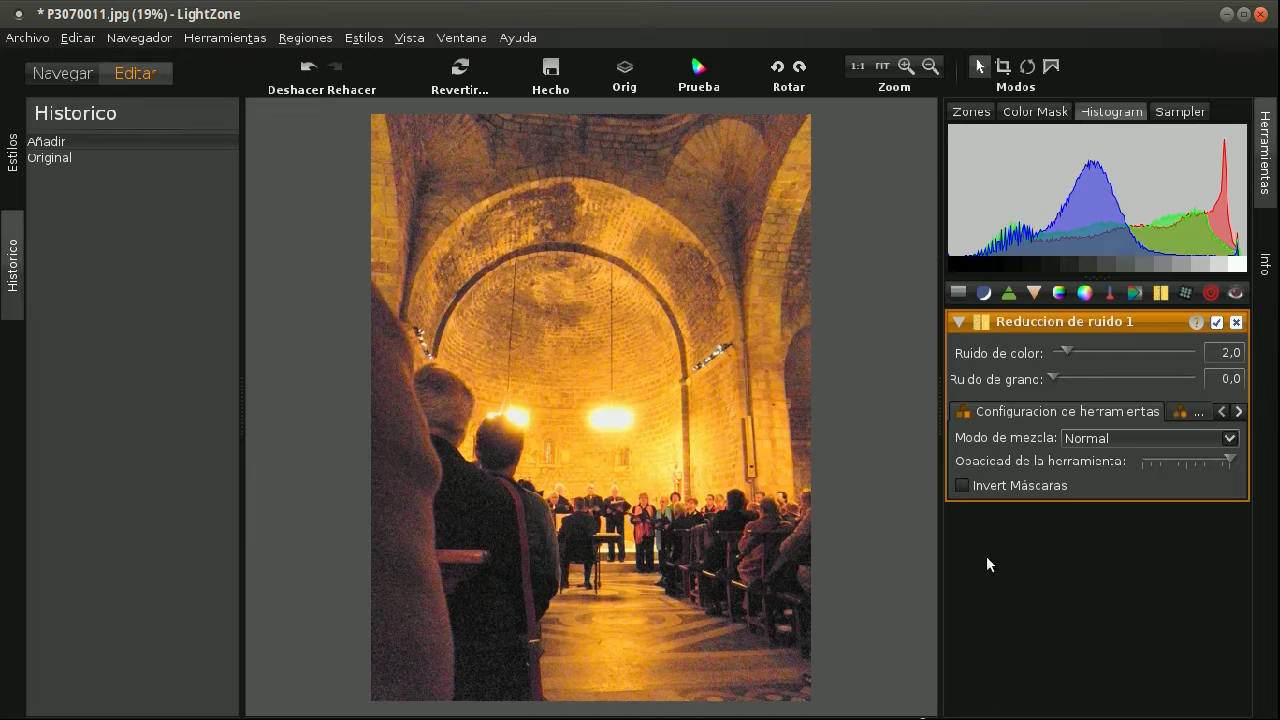 * P3070011.jpg (19%) - LightZone
Archivo Editar Navegador Herramientas Regiones Estilos Vista Ventana Ayuda
Navegar Editar
Deshacer Rehacer Revertir... Hecho Orig Prueba Rotar 1:1 FIT Zoom Modos
Historico
Añadir
Original
Estilos
Historico
Zones Color Mask Histogram Sampler
Herramientas
Info
Reduccion de ruido 1 ?
Ruido de color: 2,0
Ruido de grano: 0,0
Configuracion de herramientas ...
Modo de mezcla: Normal
Opacidad de la herramienta:
Invert Máscaras